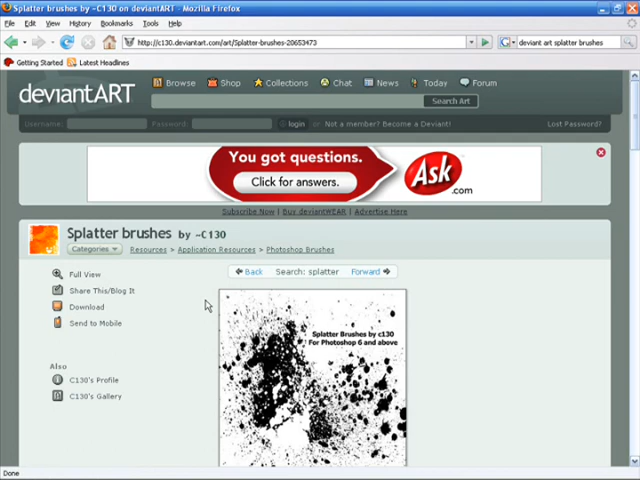 Splatter brushes by ~C130 on deviantART - Mozilla Firefox
File Edit View History Bookmarks Tools Help
http://c130.deviantart.com/art/Splatter-brushes-20653473
deviant art splatter brushes
Getting Started Latest Headlines
deviantART
Browse Shop Collections Chat News Today Forum
Search Art
Username: Password: login or Not a member? Become a Deviant! Lost Password?
You got questions.
Click for answers.
Ask.com
Subscribe Now | Buy deviantWEAR | Advertise Here
Splatter brushes by ~C130
Categories Resources > Application Resources > Photoshop Brushes
Back Search: splatter Forward
Full View
Share This/Blog It
Download
Send to Mobile
Also
C130's Profile
C130's Gallery
Splatter Brushes by c130
For Photoshop 6 and above
Done